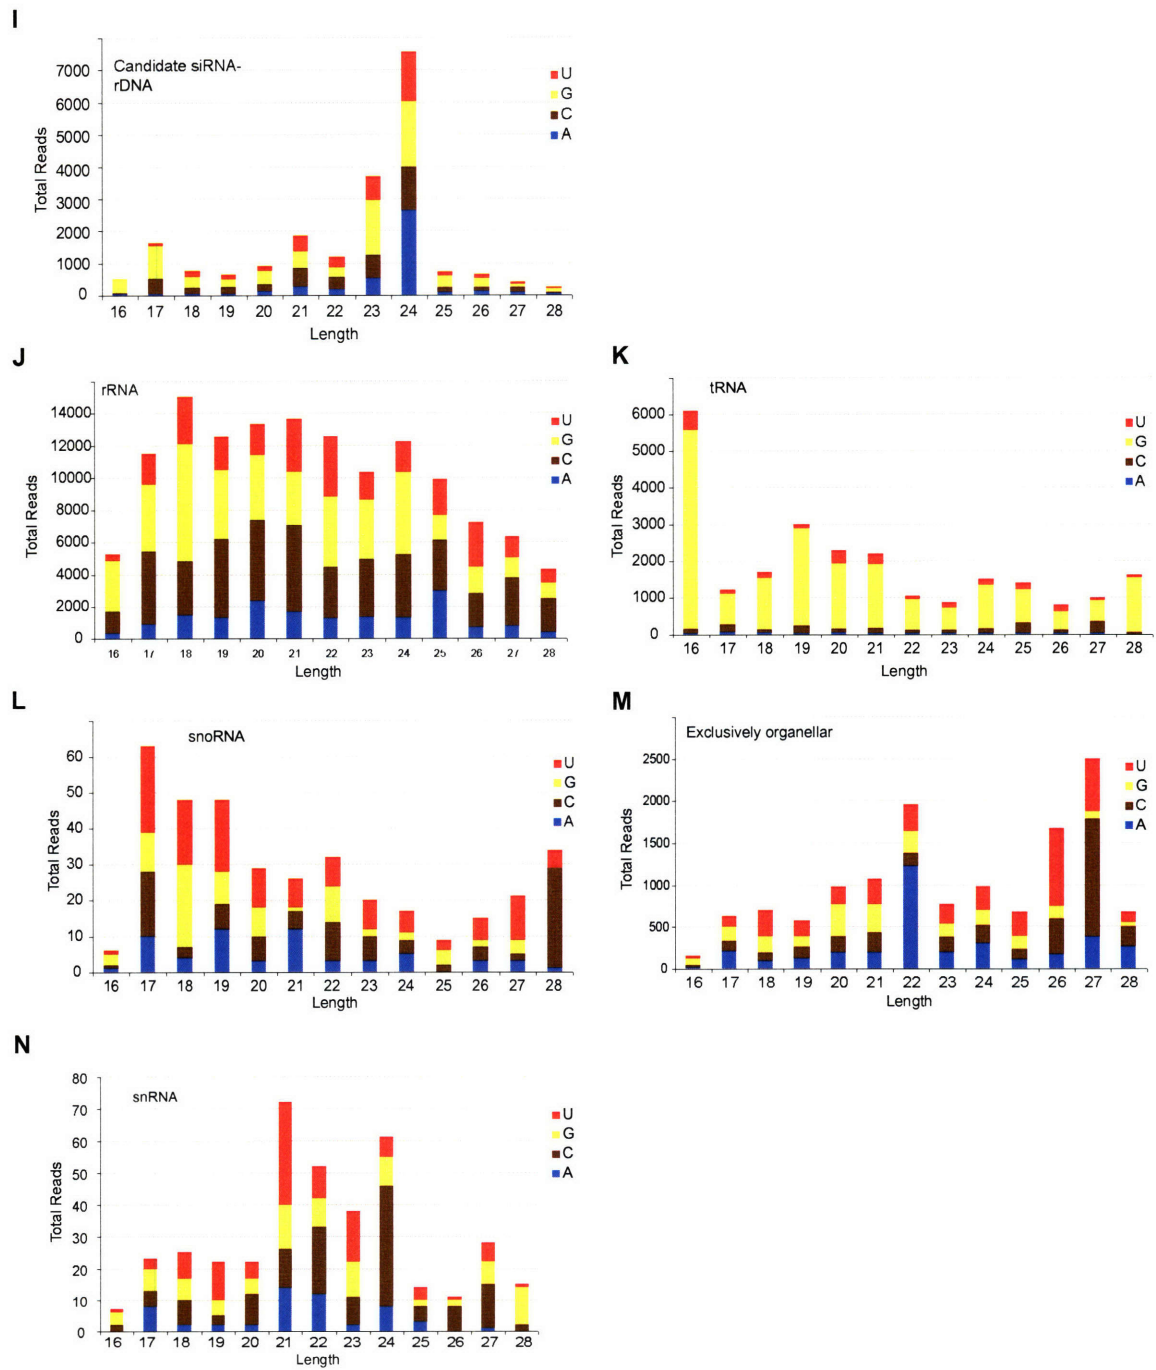 I
Candidate siRNA-
rDNA
U
G
C
A
Total Reads
7000
6000
5000
4000
3000
2000
1000
0
16 17 18 19 20 21 22 23 24 25 26 27 28
Length
J
rRNA
U
G
C
A
Total Reads
14000
12000
10000
8000
6000
4000
2000
0
16 17 18 19 20 21 22 23 24 25 26 27 28
Length
K
tRNA
U
G
C
A
Total Reads
6000
5000
4000
3000
2000
1000
0
16 17 18 19 20 21 22 23 24 25 26 27 28
Length
L
snoRNA
U
G
C
A
Total Reads
60
50
40
30
20
10
0
16 17 18 19 20 21 22 23 24 25 26 27 28
Length
M
Exclusively organellar
U
G
C
A
Total Reads
2500
2000
1500
1000
500
0
16 17 18 19 20 21 22 23 24 25 26 27 28
Length
N
snRNA
U
G
C
A
Total Reads
80
70
60
50
40
30
20
10
0
16 17 18 19 20 21 22 23 24 25 26 27 28
Length